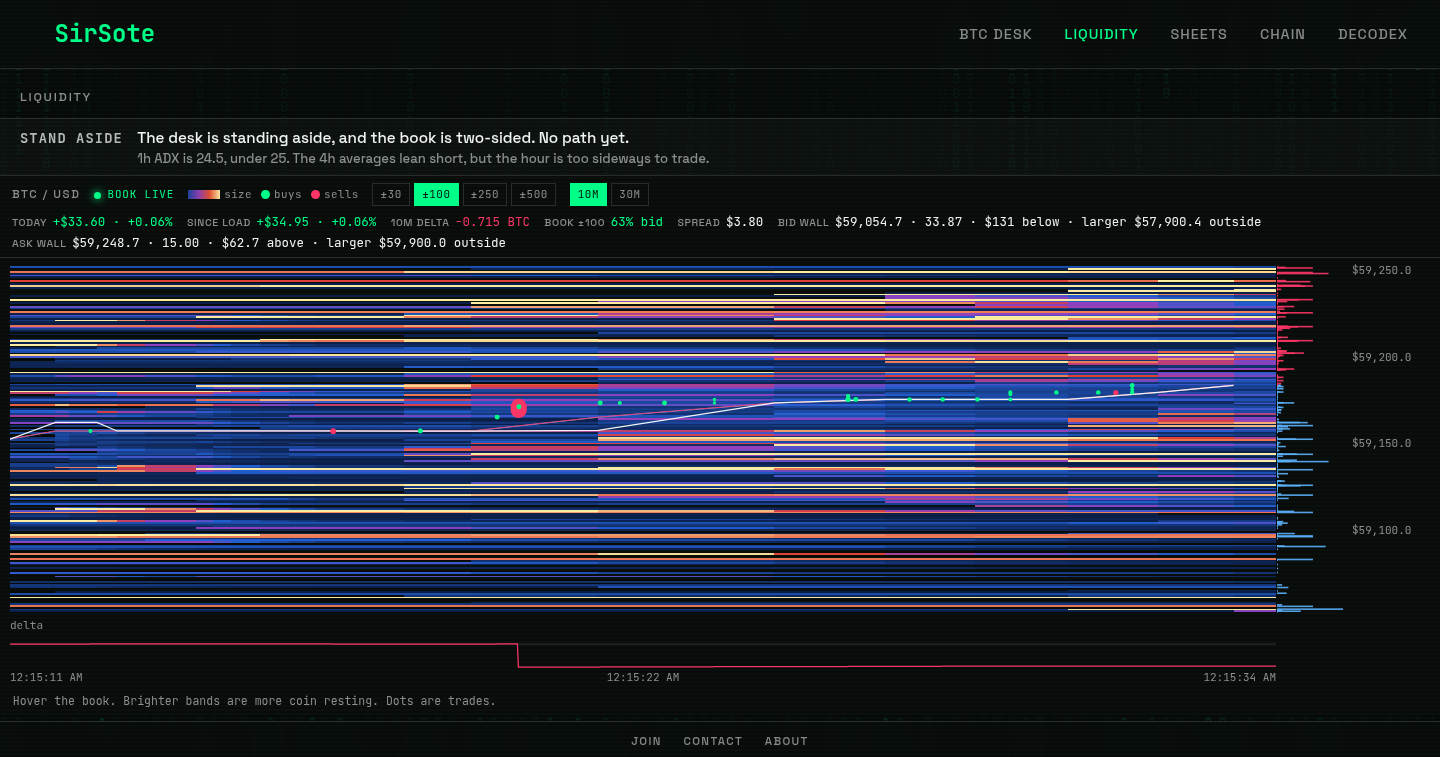 SirSote
BTC DESK LIQUIDITY SHEETS CHAIN DECODEX
LIQUIDITY
STAND ASIDE The desk is standing aside, and the book is two-sided. No path yet.
1h ADX is 24.5, under 25. The 4h averages lean short, but the hour is too sideways to trade.
BTC / USD BOOK LIVE size buys sells ±30 ±100 ±250 ±500 10M 30M
TODAY +$33.60 · +0.06% SINCE LOAD +$34.95 · +0.06% 10M DELTA -0.715 BTC BOOK ±100 63% bid SPREAD $3.80 BID WALL $59,054.7 · 33.87 · $131 below · larger $57,900.4 outside
ASK WALL $59,248.7 · 15.00 · $62.7 above · larger $59,900.0 outside
$59,250.0
$59,200.0
$59,150.0
$59,100.0
delta
12:15:11 AM 12:15:22 AM 12:15:34 AM
Hover the book. Brighter bands are more coin resting. Dots are trades.
JOIN CONTACT ABOUT